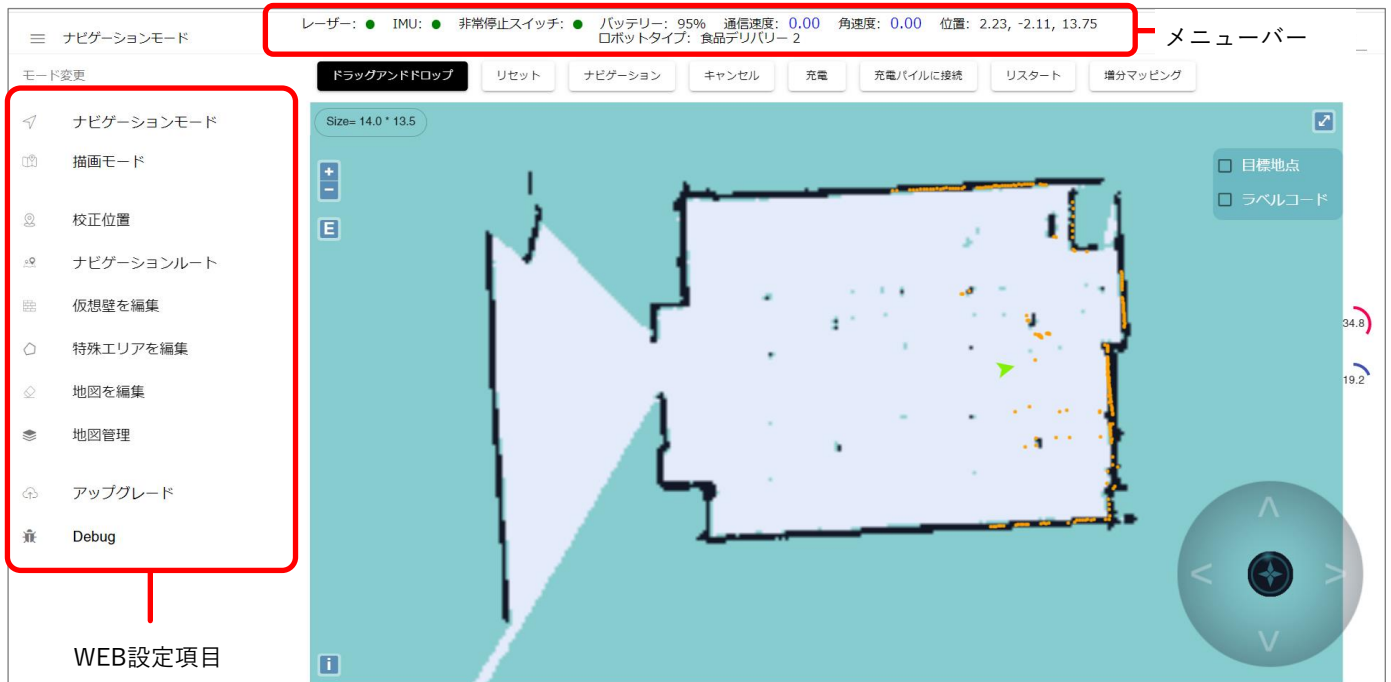 レーザー: ● IMU: ● 非常停止スイッチ: ● バッテリー: 95% 通信速度: 0.00 角速度: 0.00 位置: 2.23, -2.11, 13.75
ロボットタイプ: 食品デリバリー 2
メニューバー
ナビゲーションモード
モード変更
ドラッグアンドドロップ リセット ナビゲーション キャンセル 充電 充電パイルに接続 リスタート 増分マッピング
ナビゲーションモード
描画モード
校正位置
ナビゲーションルート
仮想壁を編集
特殊エリアを編集
地図を編集
地図管理
アップグレード
Debug
WEB設定項目
Size= 14.0 * 13.5
+
−
E
i
目標地点
ラベルコード
34.8
19.2